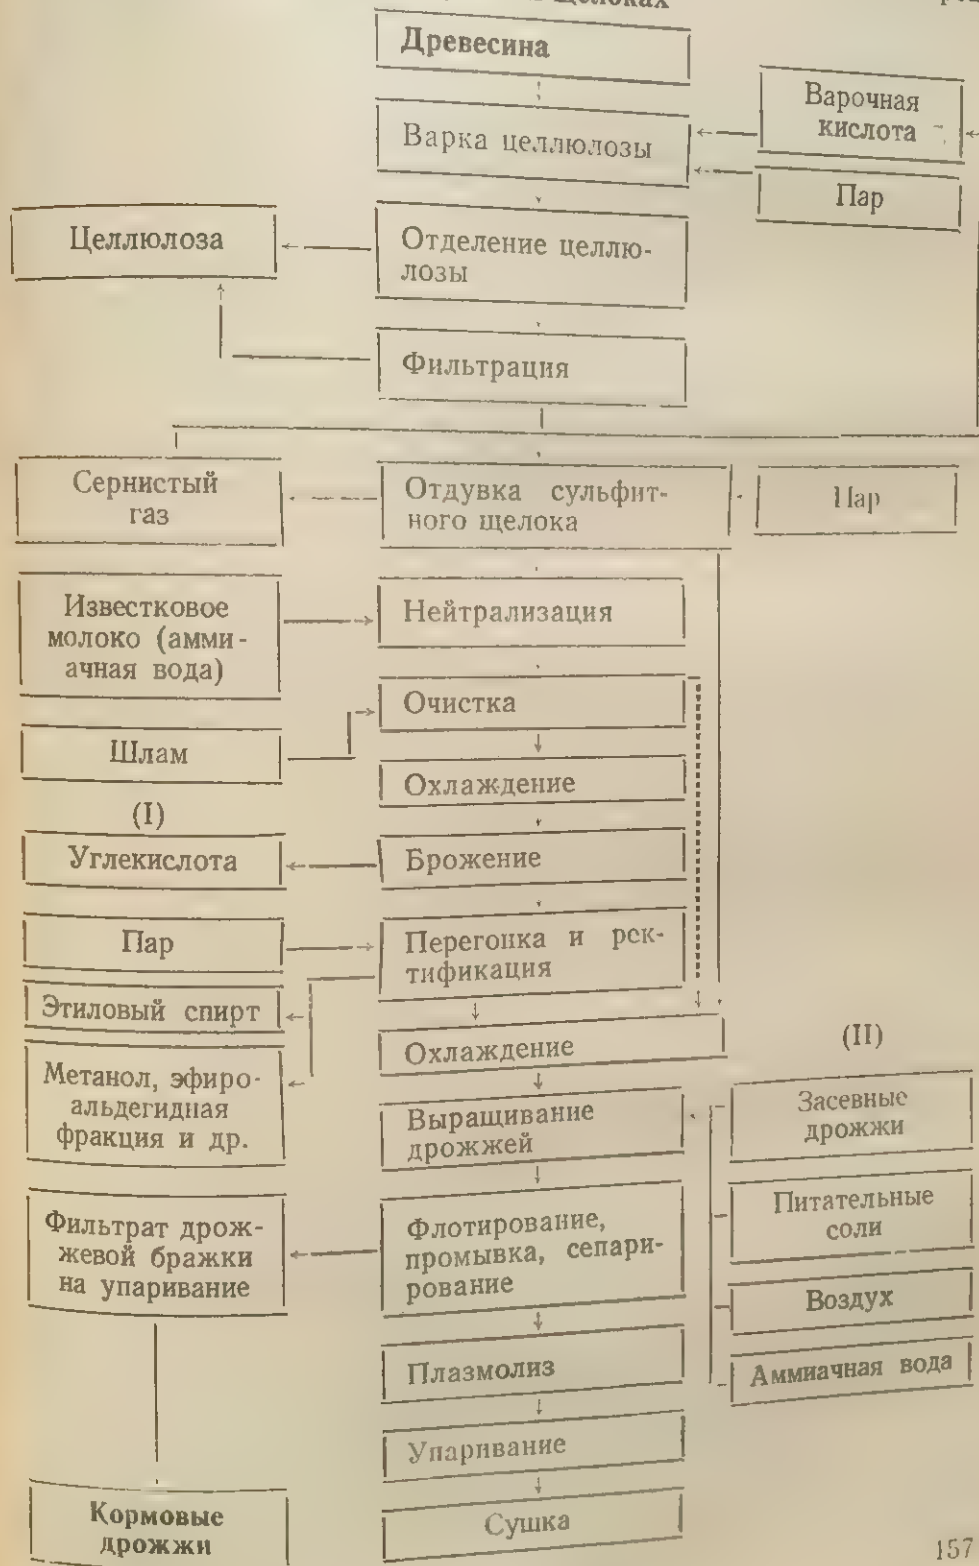 щелоках
Древесина
Варочная
кислота
Варка целлюлозы
Пар
Целлюлоза
Отделение целлю-
лозы
Фильтрация
Сернистый
газ
Отдувка сульфит-
ного щелока
Пар
Известковое
молоко (амми-
ачная вода)
Нейтрализация
Очистка
Шлам
Охлаждение
(I)
Углекислота
Брожение
Пар
Перегонка и рек-
тификация
Этиловый спирт
Охлаждение
(II)
Метанол, эфиро-
альдегидная
фракция и др.
Выращивание
дрожжей
Засевные
дрожжи
Питательные
соли
Фильтрат дрож-
жевой бражки
на упаривание
Флотирование,
промывка, сепари-
рование
Воздух
Плазмолиз
Аммиачная вода
Упаривание
Кормовые
дрожжи
Сушка
157